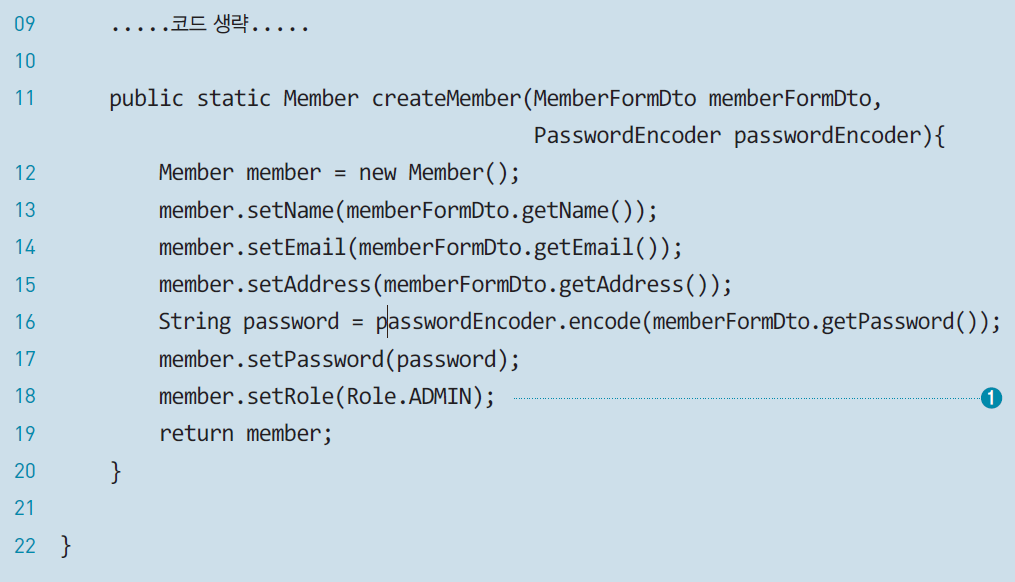 09 .....코드 생략.....
10
11 public static Member createMember(MemberFormDto memberFormDto,
PasswordEncoder passwordEncoder){
12 Member member = new Member();
13 member.setName(memberFormDto.getName());
14 member.setEmail(memberFormDto.getEmail());
15 member.setAddress(memberFormDto.getAddress());
16 String password = passwordEncoder.encode(memberFormDto.getPassword());
17 member.setPassword(password);
18 member.setRole(Role.ADMIN); ❶
19 return member;
20 }
21
22 }